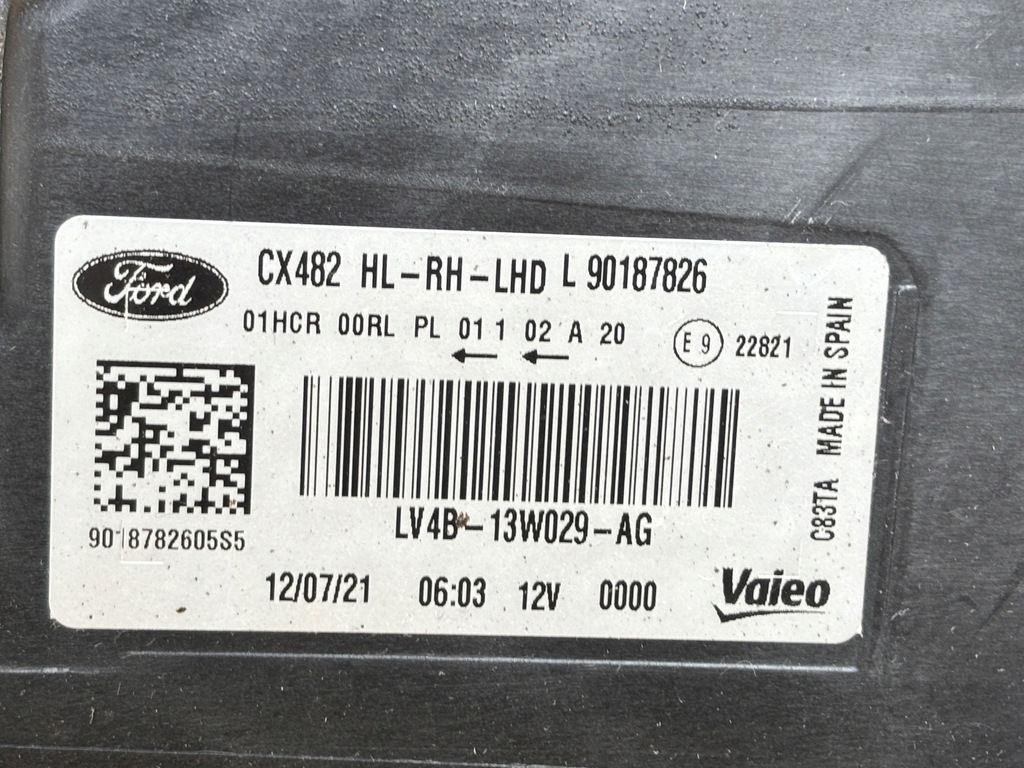 Ford
CX482 HL-RH-LHD L 90187826
01HCR 00RL PL 01 1 02 A 20
E 9 22821
LV4B-13W029-AG
9018782605S5
12/07/21 06:03 12V 0000
Valeo
C83TA MADE IN SPAIN